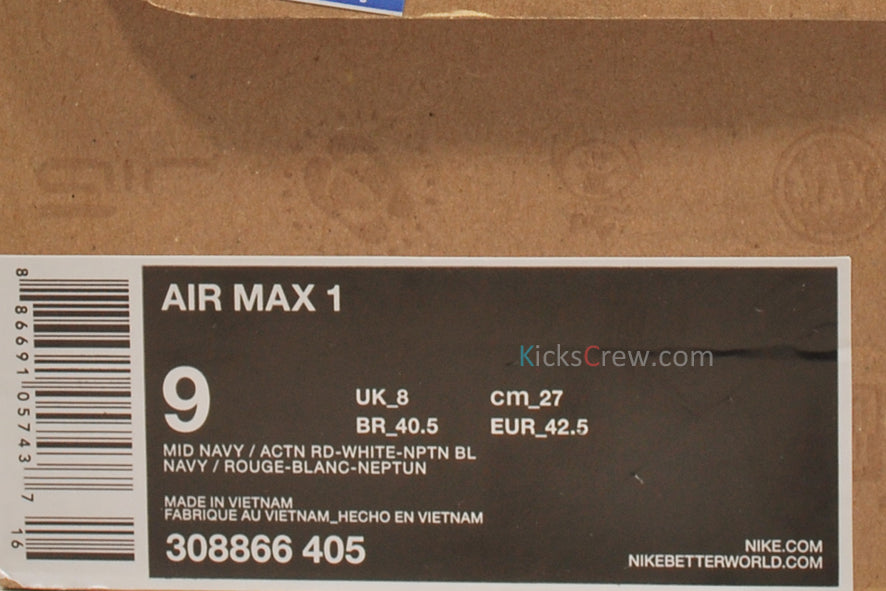 AIR MAX 1
KicksCrew.com
9
UK_8 cm_27
BR_40.5 EUR_42.5
MID NAVY / ACTN RD-WHITE-NPTN BL
NAVY / ROUGE-BLANC-NEPTUN
MADE IN VIETNAM
FABRIQUE AU VIETNAM_HECHO EN VIETNAM
308866 405
NIKE.COM
NIKEBETTERWORLD.COM
8 86691 05743 7
16